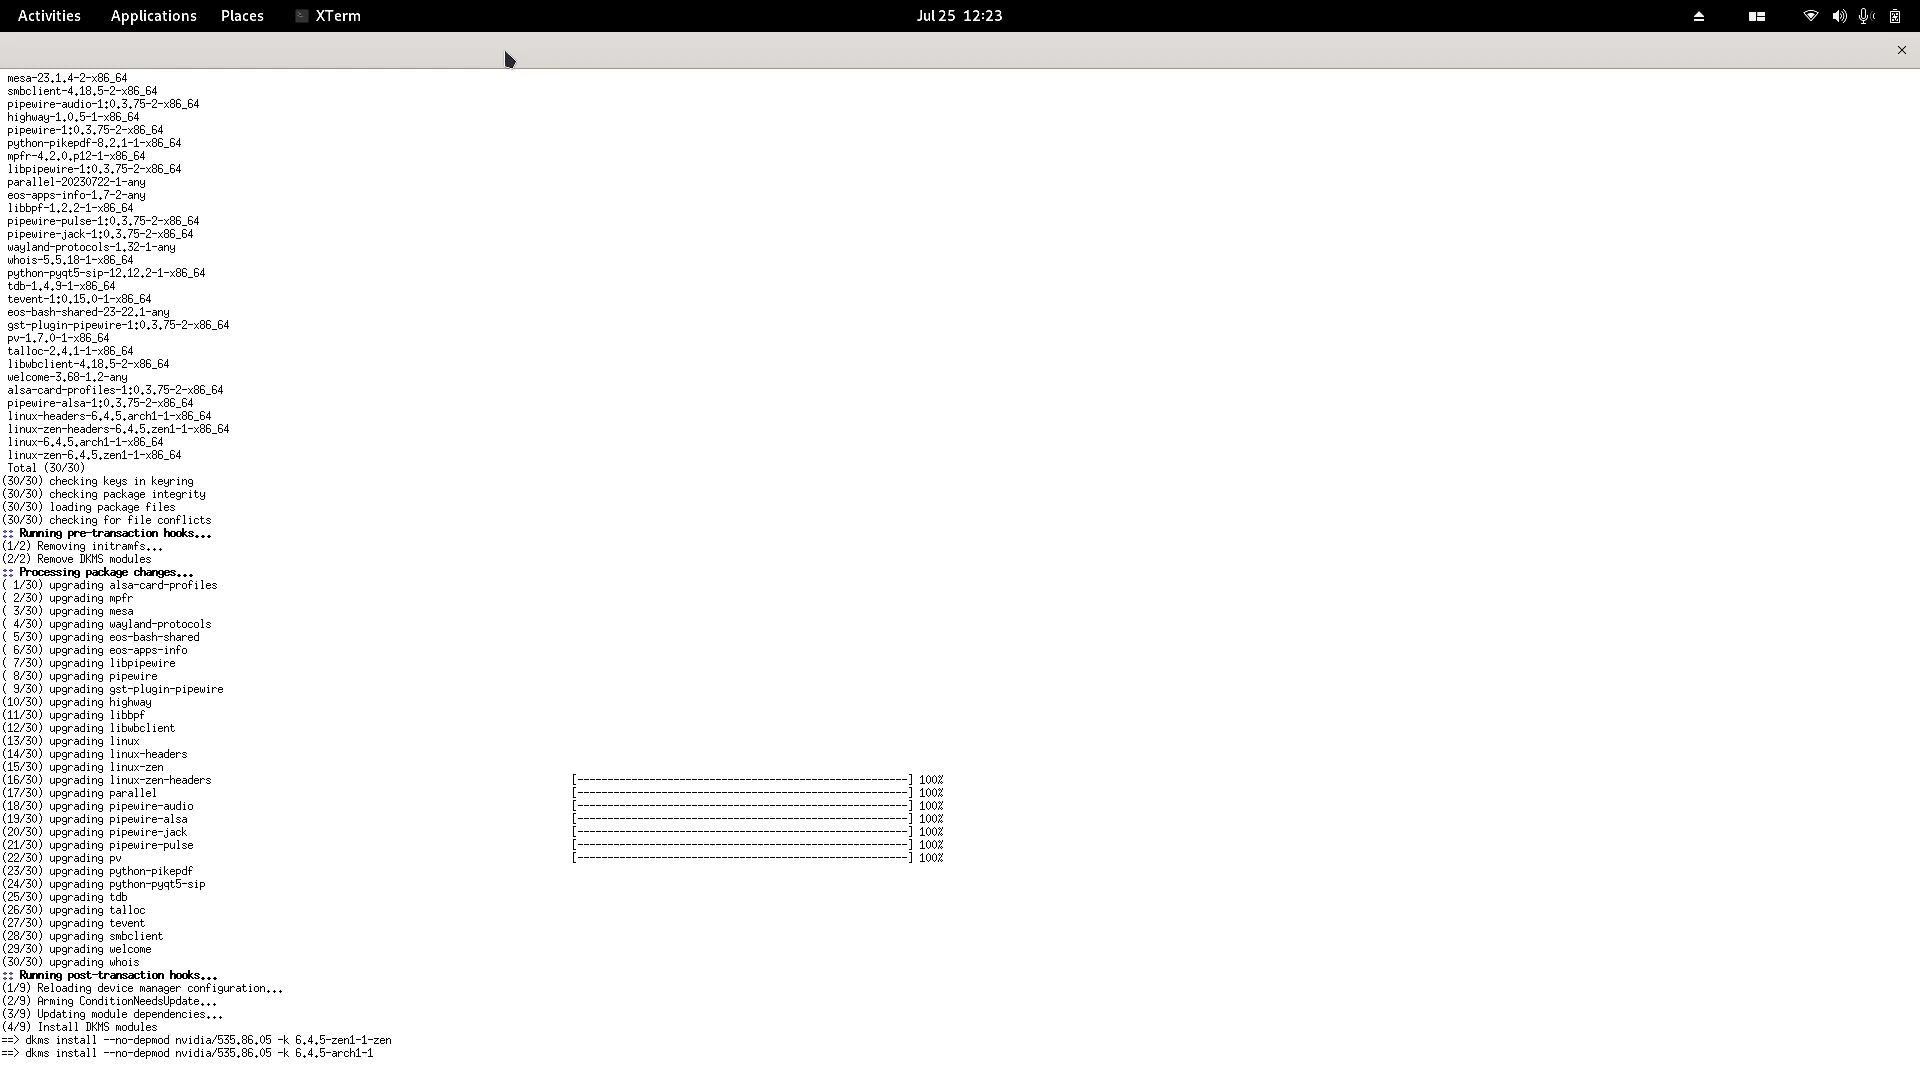 Activities Applications Places XTerm Jul 25 12:23
mesa-23.1.4-2-x86_64
smbclient-4.18.5-2-x86_64
pipewire-audio-1:0.3.75-2-x86_64
highway-1.0.5-1-x86_64
pipewire-1:0.3.75-2-x86_64
python-pikepdf-8.2.1-1-x86_64
mpfr-4.2.0.p12-1-x86_64
libpipewire-1:0.3.75-2-x86_64
parallel-20230722-1-any
eos-apps-info-1.7-2-any
libbpf-1.2.2-1-x86_64
pipewire-pulse-1:0.3.75-2-x86_64
pipewire-jack-1:0.3.75-2-x86_64
wayland-protocols-1.32-1-any
whois-5.5.18-1-x86_64
python-pyqt5-sip-12.12.2-1-x86_64
tdb-1.4.9-1-x86_64
tevent-1:0.15.0-1-x86_64
eos-bash-shared-23-22.1-any
gst-plugin-pipewire-1:0.3.75-2-x86_64
pv-1.7.0-1-x86_64
talloc-2.4.1-1-x86_64
libwbclient-4.18.5-2-x86_64
welcome-3.68-1.2-any
alsa-card-profiles-1:0.3.75-2-x86_64
pipewire-alsa-1:0.3.75-2-x86_64
linux-headers-6.4.5.arch1-1-x86_64
linux-zen-headers-6.4.5.zen1-1-x86_64
linux-6.4.5.arch1-1-x86_64
linux-zen-6.4.5.zen1-1-x86_64
Total (30/30)
(30/30) checking keys in keyring
(30/30) checking package integrity
(30/30) loading package files
(30/30) checking for file conflicts
:: Running pre-transaction hooks...
(1/2) Removing initramfs...
(2/2) Remove DKMS modules
:: Processing package changes...
( 1/30) upgrading alsa-card-profiles
( 2/30) upgrading mpfr
( 3/30) upgrading mesa
( 4/30) upgrading wayland-protocols
( 5/30) upgrading eos-bash-shared
( 6/30) upgrading eos-apps-info
( 7/30) upgrading libpipewire
( 8/30) upgrading pipewire
( 9/30) upgrading gst-plugin-pipewire
(10/30) upgrading highway
(11/30) upgrading libbpf
(12/30) upgrading libwbclient
(13/30) upgrading linux
(14/30) upgrading linux-headers
(15/30) upgrading linux-zen
(16/30) upgrading linux-zen-headers [-------------------------------------------------------] 100%
(17/30) upgrading parallel [-------------------------------------------------------] 100%
(18/30) upgrading pipewire-audio [-------------------------------------------------------] 100%
(19/30) upgrading pipewire-alsa [-------------------------------------------------------] 100%
(20/30) upgrading pipewire-jack [-------------------------------------------------------] 100%
(21/30) upgrading pipewire-pulse [-------------------------------------------------------] 100%
(22/30) upgrading pv [-------------------------------------------------------] 100%
(23/30) upgrading python-pikepdf
(24/30) upgrading python-pyqt5-sip
(25/30) upgrading tdb
(26/30) upgrading talloc
(27/30) upgrading tevent
(28/30) upgrading smbclient
(29/30) upgrading welcome
(30/30) upgrading whois
:: Running post-transaction hooks...
(1/9) Reloading device manager configuration...
(2/9) Arming ConditionNeedsUpdate...
(3/9) Updating module dependencies...
(4/9) Install DKMS modules
==> dkms install --no-depmod nvidia/535.86.05 -k 6.4.5-zen1-1-zen
==> dkms install --no-depmod nvidia/535.86.05 -k 6.4.5-arch1-1